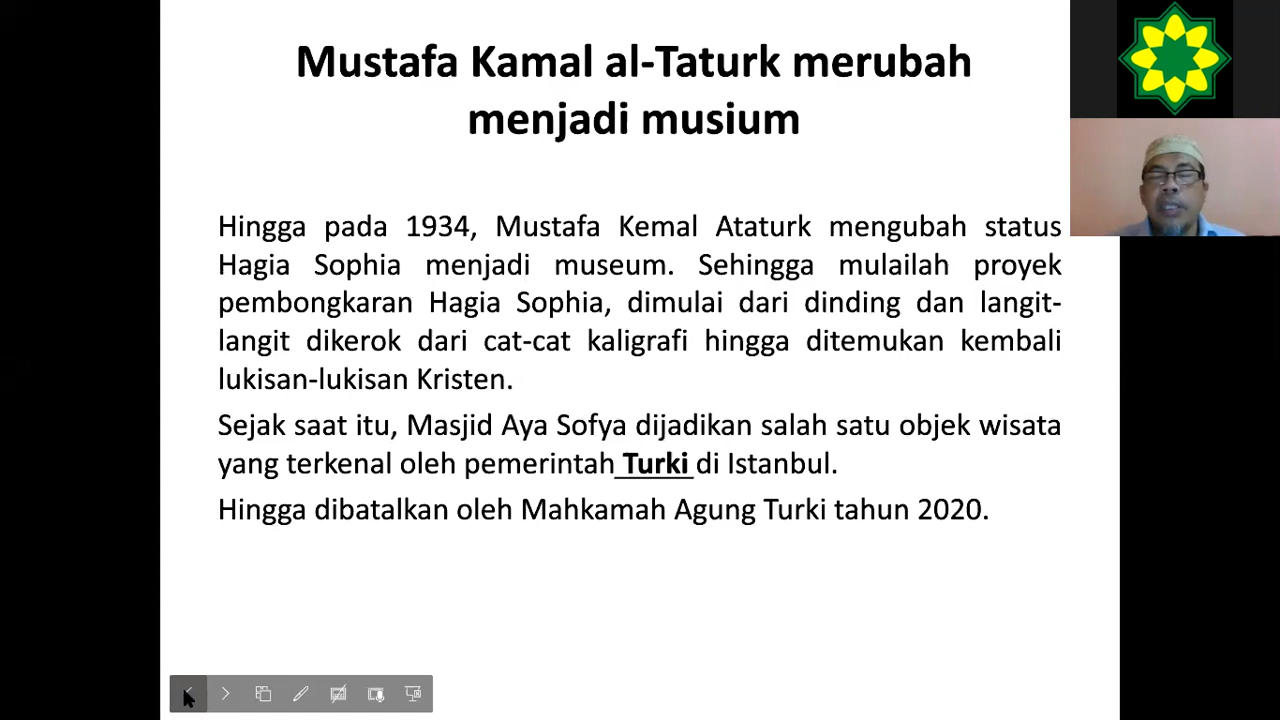 Mustafa Kamal al-Taturk merubah
menjadi musium
Hingga pada 1934, Mustafa Kemal Ataturk mengubah status
Hagia Sophia menjadi museum. Sehingga mulailah proyek
pembongkaran Hagia Sophia, dimulai dari dinding dan langit-
langit dikerok dari cat-cat kaligrafi hingga ditemukan kembali
lukisan-lukisan Kristen.
Sejak saat itu, Masjid Aya Sofya dijadikan salah satu objek wisata
yang terkenal oleh pemerintah Turki di Istanbul.
Hingga dibatalkan oleh Mahkamah Agung Turki tahun 2020.